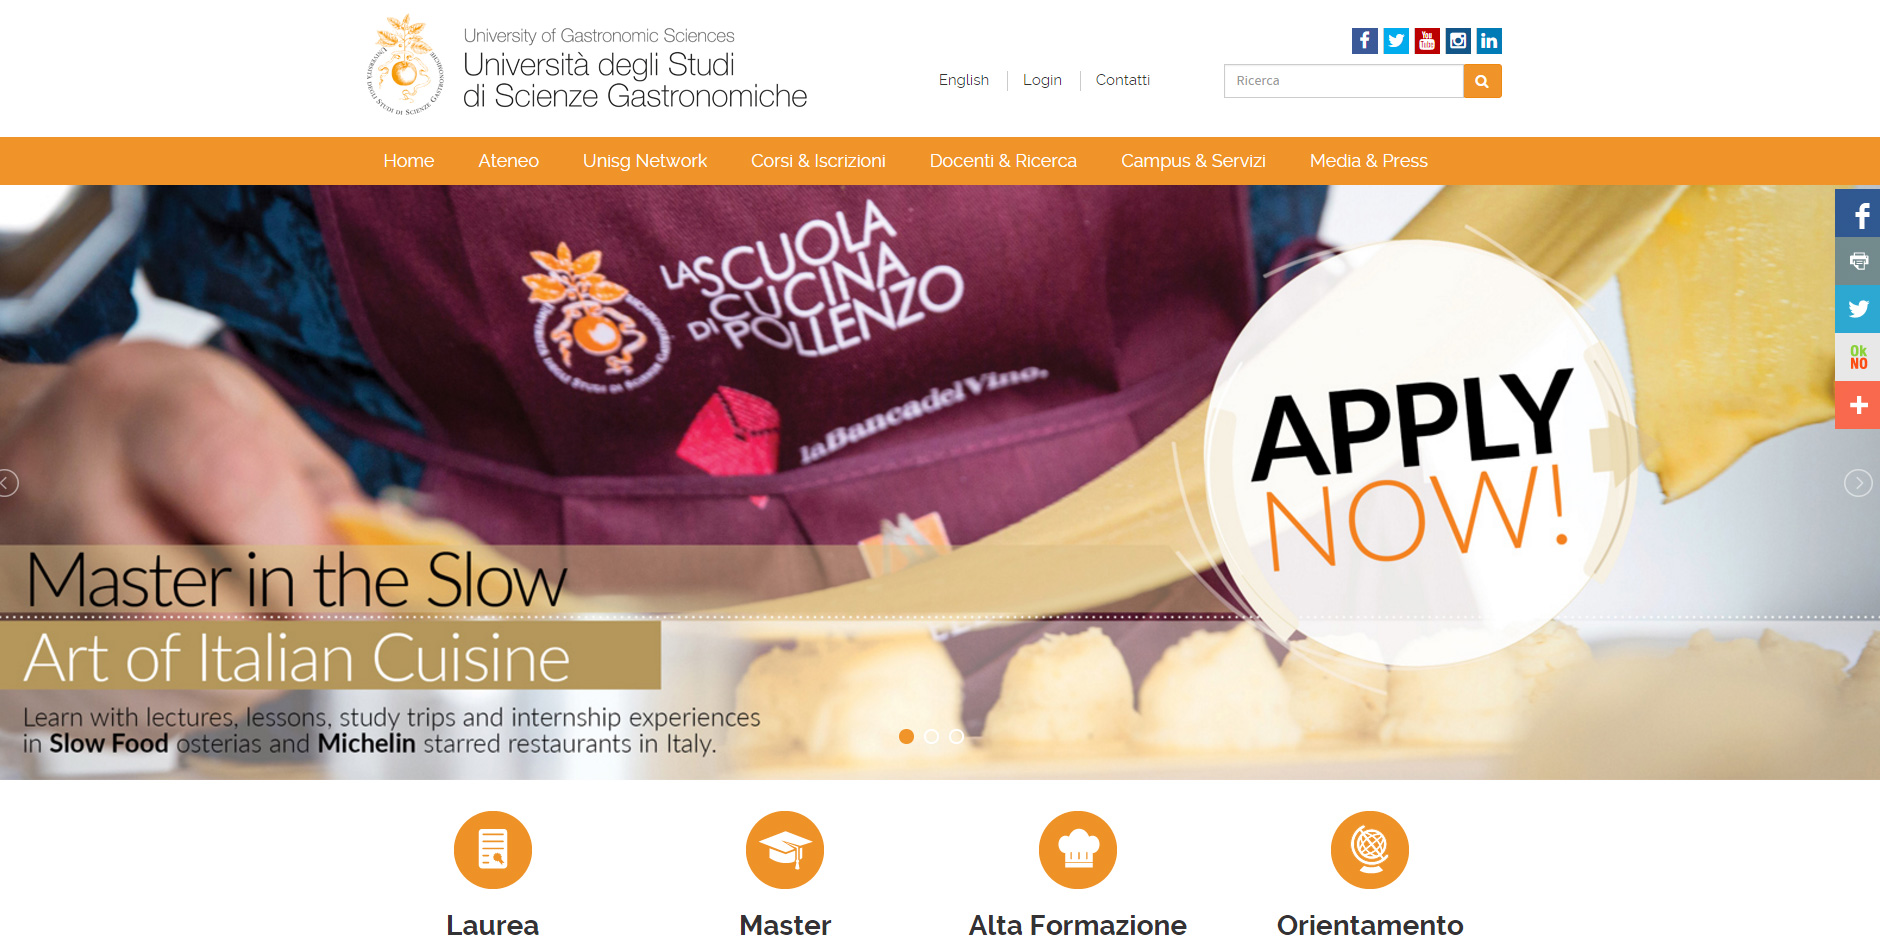 University of Gastronomic Sciences
Università degli Studi
di Scienze Gastronomiche
English
Login
Contatti
Ricerca
Home
Ateneo
Unisg Network
Corsi & Iscrizioni
Docenti & Ricerca
Campus & Servizi
Media & Press
LA SCUOLA
DI CUCINA
POLLENZO
laBancadelVino.
Ok
NO
APPLY
NOW!
Master in the Slow
Art of Italian Cuisine
Learn with lectures, lessons, study trips and internship experiences
in Slow Food osterias and Michelin starred restaurants in Italy.
Laurea
Master
Alta Formazione
Orientamento